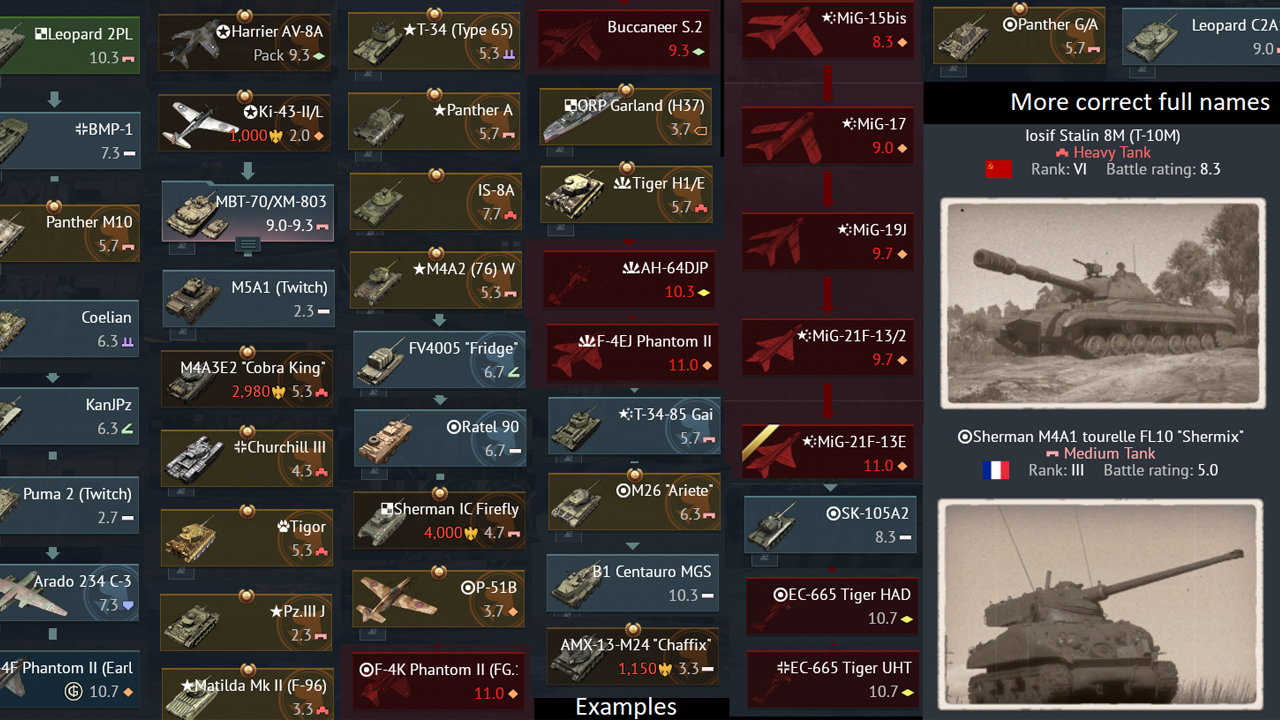 Leopard 2PL
10.3
BMP-1
7.3
Panther M10
5.7
Coelian
6.3
KanJPz
6.3
Puma 2 (Twitch)
2.7
Arado 234 C-3
7.3
4F Phantom II (Earl
10.7
Harrier AV-8A
Pack 9.3
Ki-43-II/L
1,000 2.0
MBT-70/XM-803
9.0-9.3
M5A1 (Twitch)
2.3
M4A3E2 "Cobra King"
2,980 5.3
Churchill III
4.3
Tigor
5.3
Pz.III J
2.3
Matilda Mk II (F-96)
3.3
T-34 (Type 65)
5.3
Panther A
5.7
IS-8A
7.7
M4A2 (76) W
5.3
FV4005 "Fridge"
6.7
Ratel 90
6.7
Sherman IC Firefly
4,000 4.7
P-51B
3.7
F-4K Phantom II (FG.
11.0
Buccaneer S.2
9.3
ORP Garland (H37)
3.7
Tiger H1/E
5.7
AH-64DJP
10.3
F-4EJ Phantom II
11.0
T-34-85 Gai
5.7
M26 "Ariete"
6.3
B1 Centauro MGS
10.3
AMX-13-M24 "Chaffix"
1,150 3.3
Examples
MiG-15bis
8.3
MiG-17
9.0
MiG-19J
9.7
MiG-21F-13/2
9.7
MiG-21F-13E
11.0
SK-105A2
8.3
EC-665 Tiger HAD
10.7
EC-665 Tiger UHT
10.7
Panther G/A
5.7
Leopard C2A
9.0
More correct full names
Iosif Stalin 8M (T-10M)
Heavy Tank
Rank: VI Battle rating: 8.3
Sherman M4A1 tourelle FL10 "Shermix"
Medium Tank
Rank: III Battle rating: 5.0